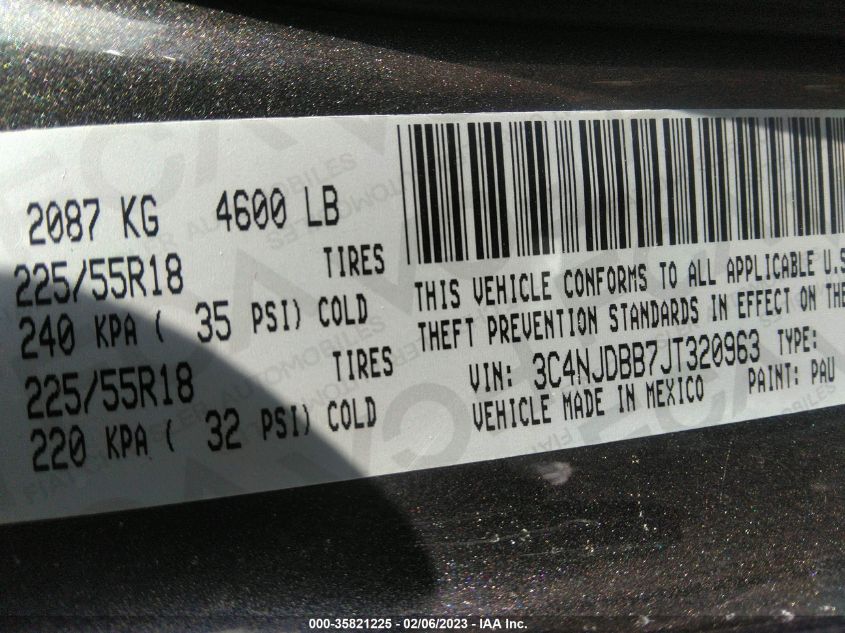 2087 KG 4600 LB
225/55R18 TIRES
240 KPA ( 35 PSI) COLD
225/55R18 TIRES
220 KPA ( 32 PSI) COLD
THIS VEHICLE CONFORMS TO ALL APPLICABLE U.S
THEFT PREVENTION STANDARDS IN EFFECT ON THE
VIN: 3C4NJDBB7JT320963 TYPE:
VEHICLE MADE IN MEXICO PAINT: PAU
000-35821225 - 02/06/2023 - IAA Inc.